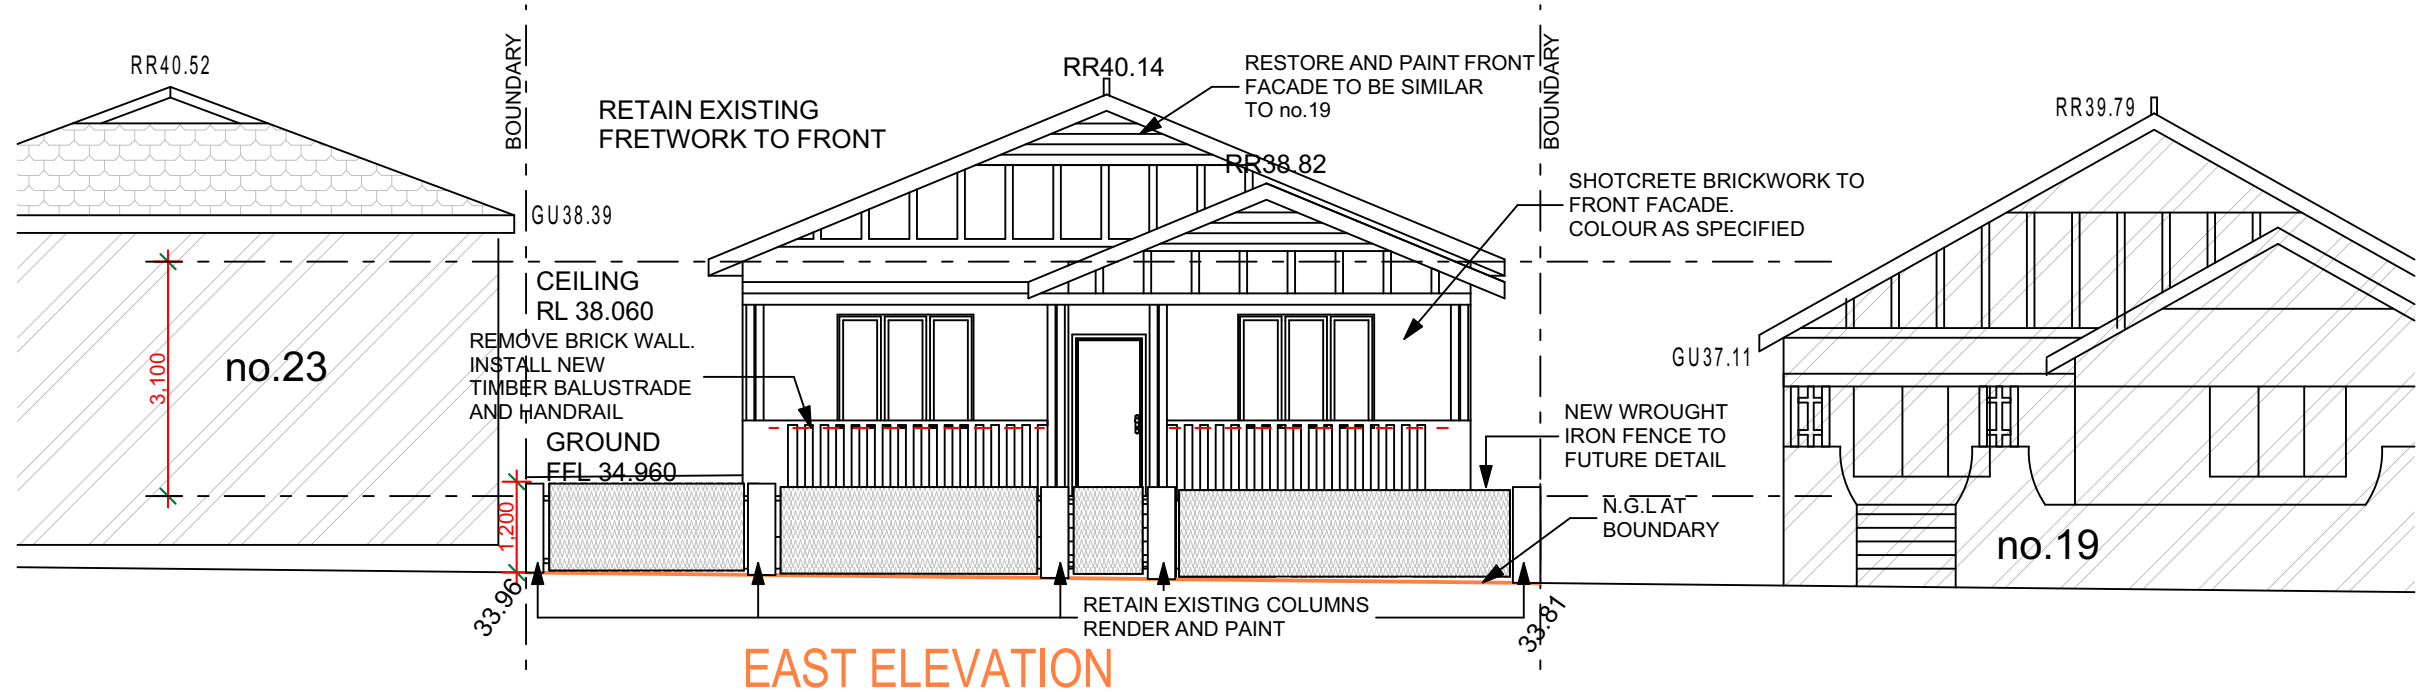 RR40.52
BOUNDARY
RETAIN EXISTING
FRETWORK TO FRONT
RR40.14
RESTORE AND PAINT FRONT
FACADE TO BE SIMILAR
TO no.19
BOUNDARY
RR39.79
RR38.82
SHOTCRETE BRICKWORK TO
FRONT FACADE.
COLOUR AS SPECIFIED
GU38.39
CEILING
RL 38.060
REMOVE BRICK WALL.
INSTALL NEW
TIMBER BALUSTRADE
AND HANDRAIL
3,100
no.23
GU37.11
GROUND
FFL 34.960
NEW WROUGHT
IRON FENCE TO
FUTURE DETAIL
1,200
N.G.L AT
BOUNDARY
no.19
33.96
RETAIN EXISTING COLUMNS
RENDER AND PAINT
33.81
EAST ELEVATION